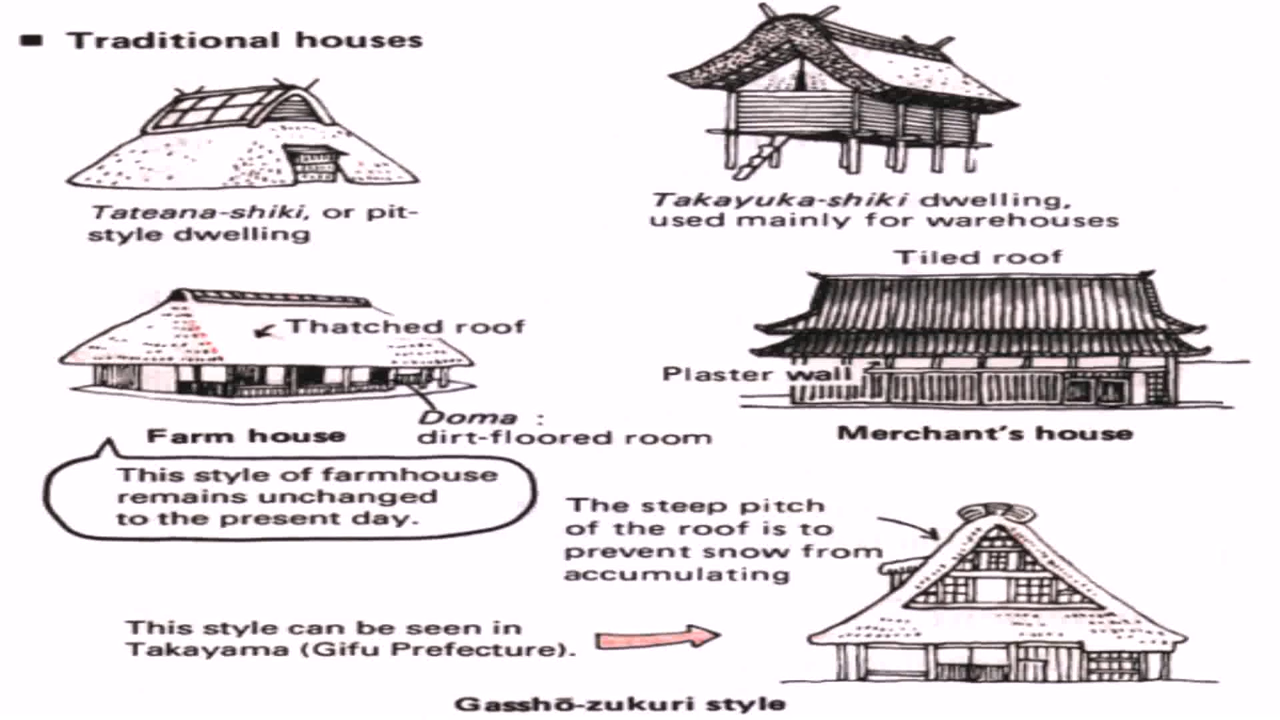 ■ Traditional houses
Tateana-shiki, or pit-
style dwelling
Takayuka-shiki dwelling,
used mainly for warehouses
Thatched roof
Doma :
dirt-floored room
Farm house
This style of farmhouse
remains unchanged
to the present day.
Tiled roof
Plaster wall
Merchant's house
The steep pitch
of the roof is to
prevent snow from
accumulating
This style can be seen in
Takayama (Gifu Prefecture).
Gasshō-zukuri style